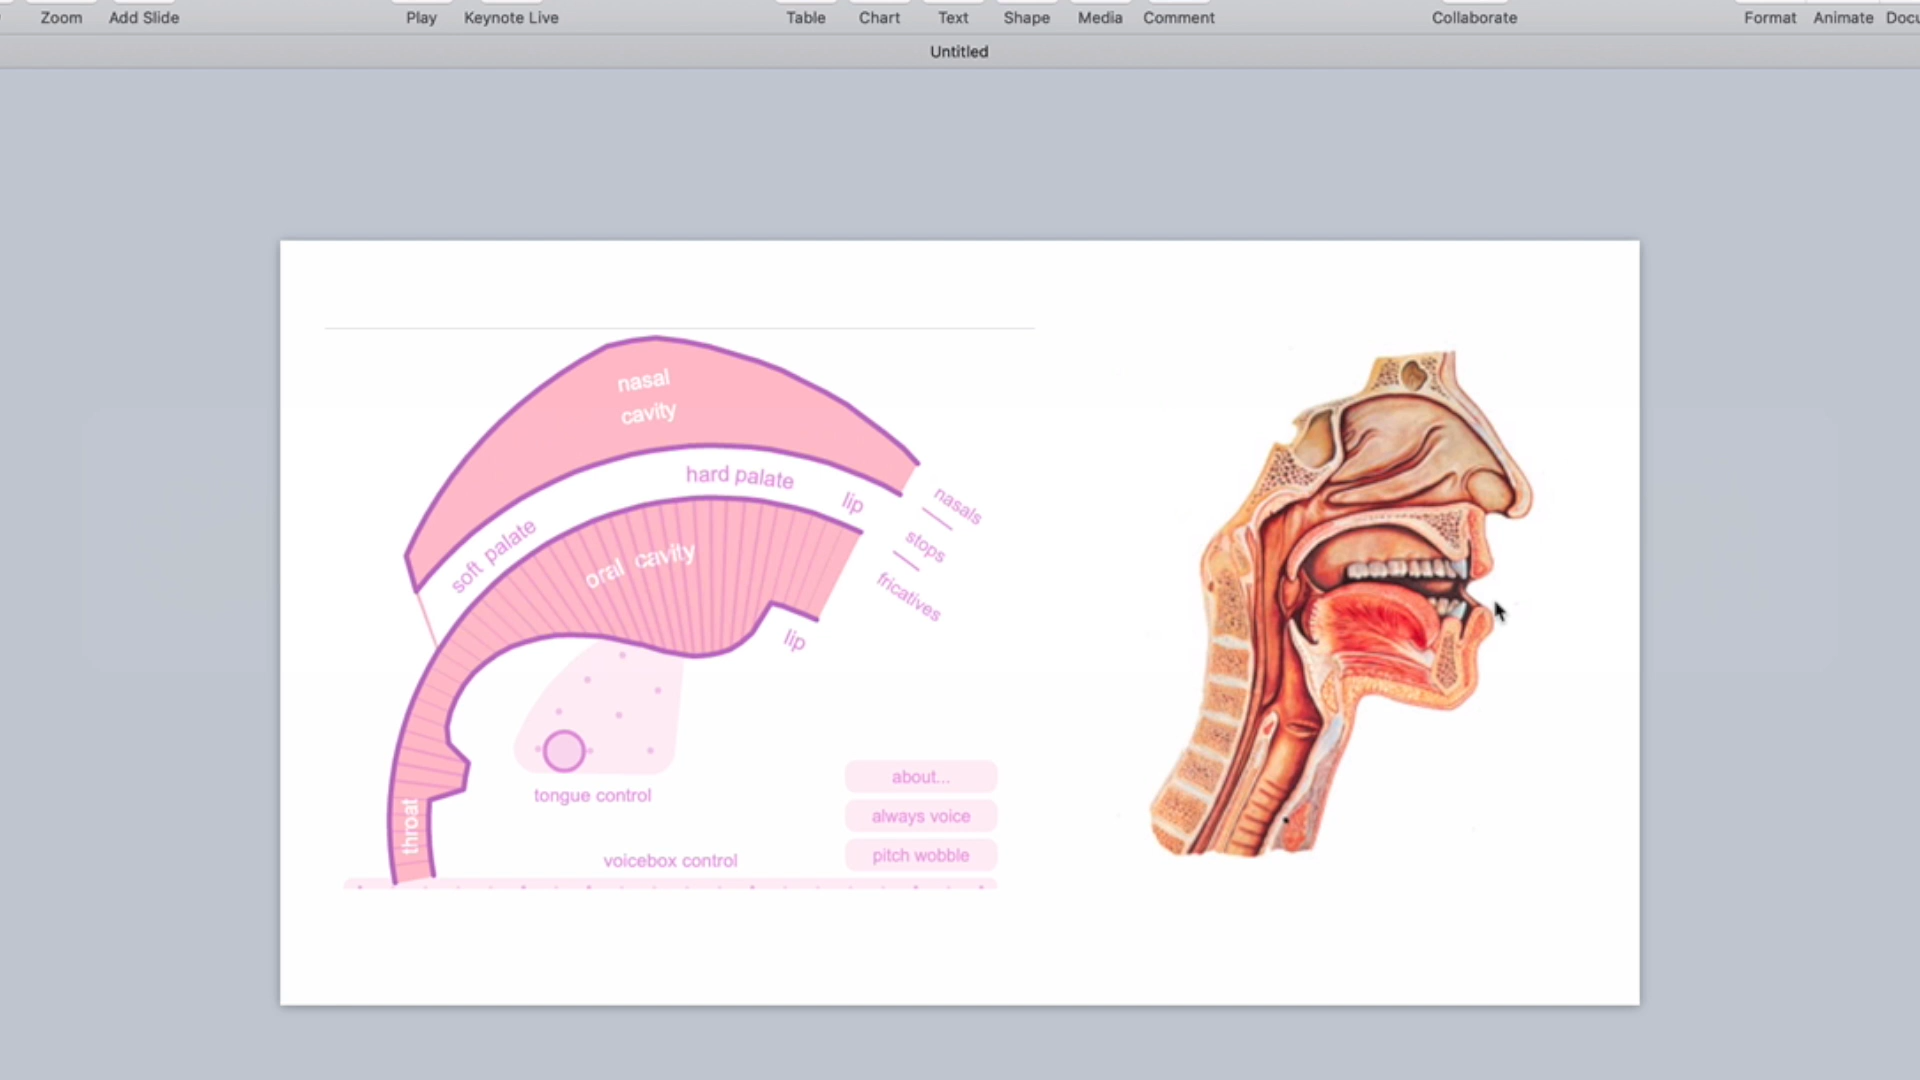 Zoom Add Slide Play Keynote Live Table Chart Text Shape Media Comment Collaborate Format Animate
Untitled
nasal
cavity
hard palate
lip
soft palate
oral cavity
nasals
stops
fricatives
lip
tongue control
throat
voicebox control
about...
always voice
pitch wobble